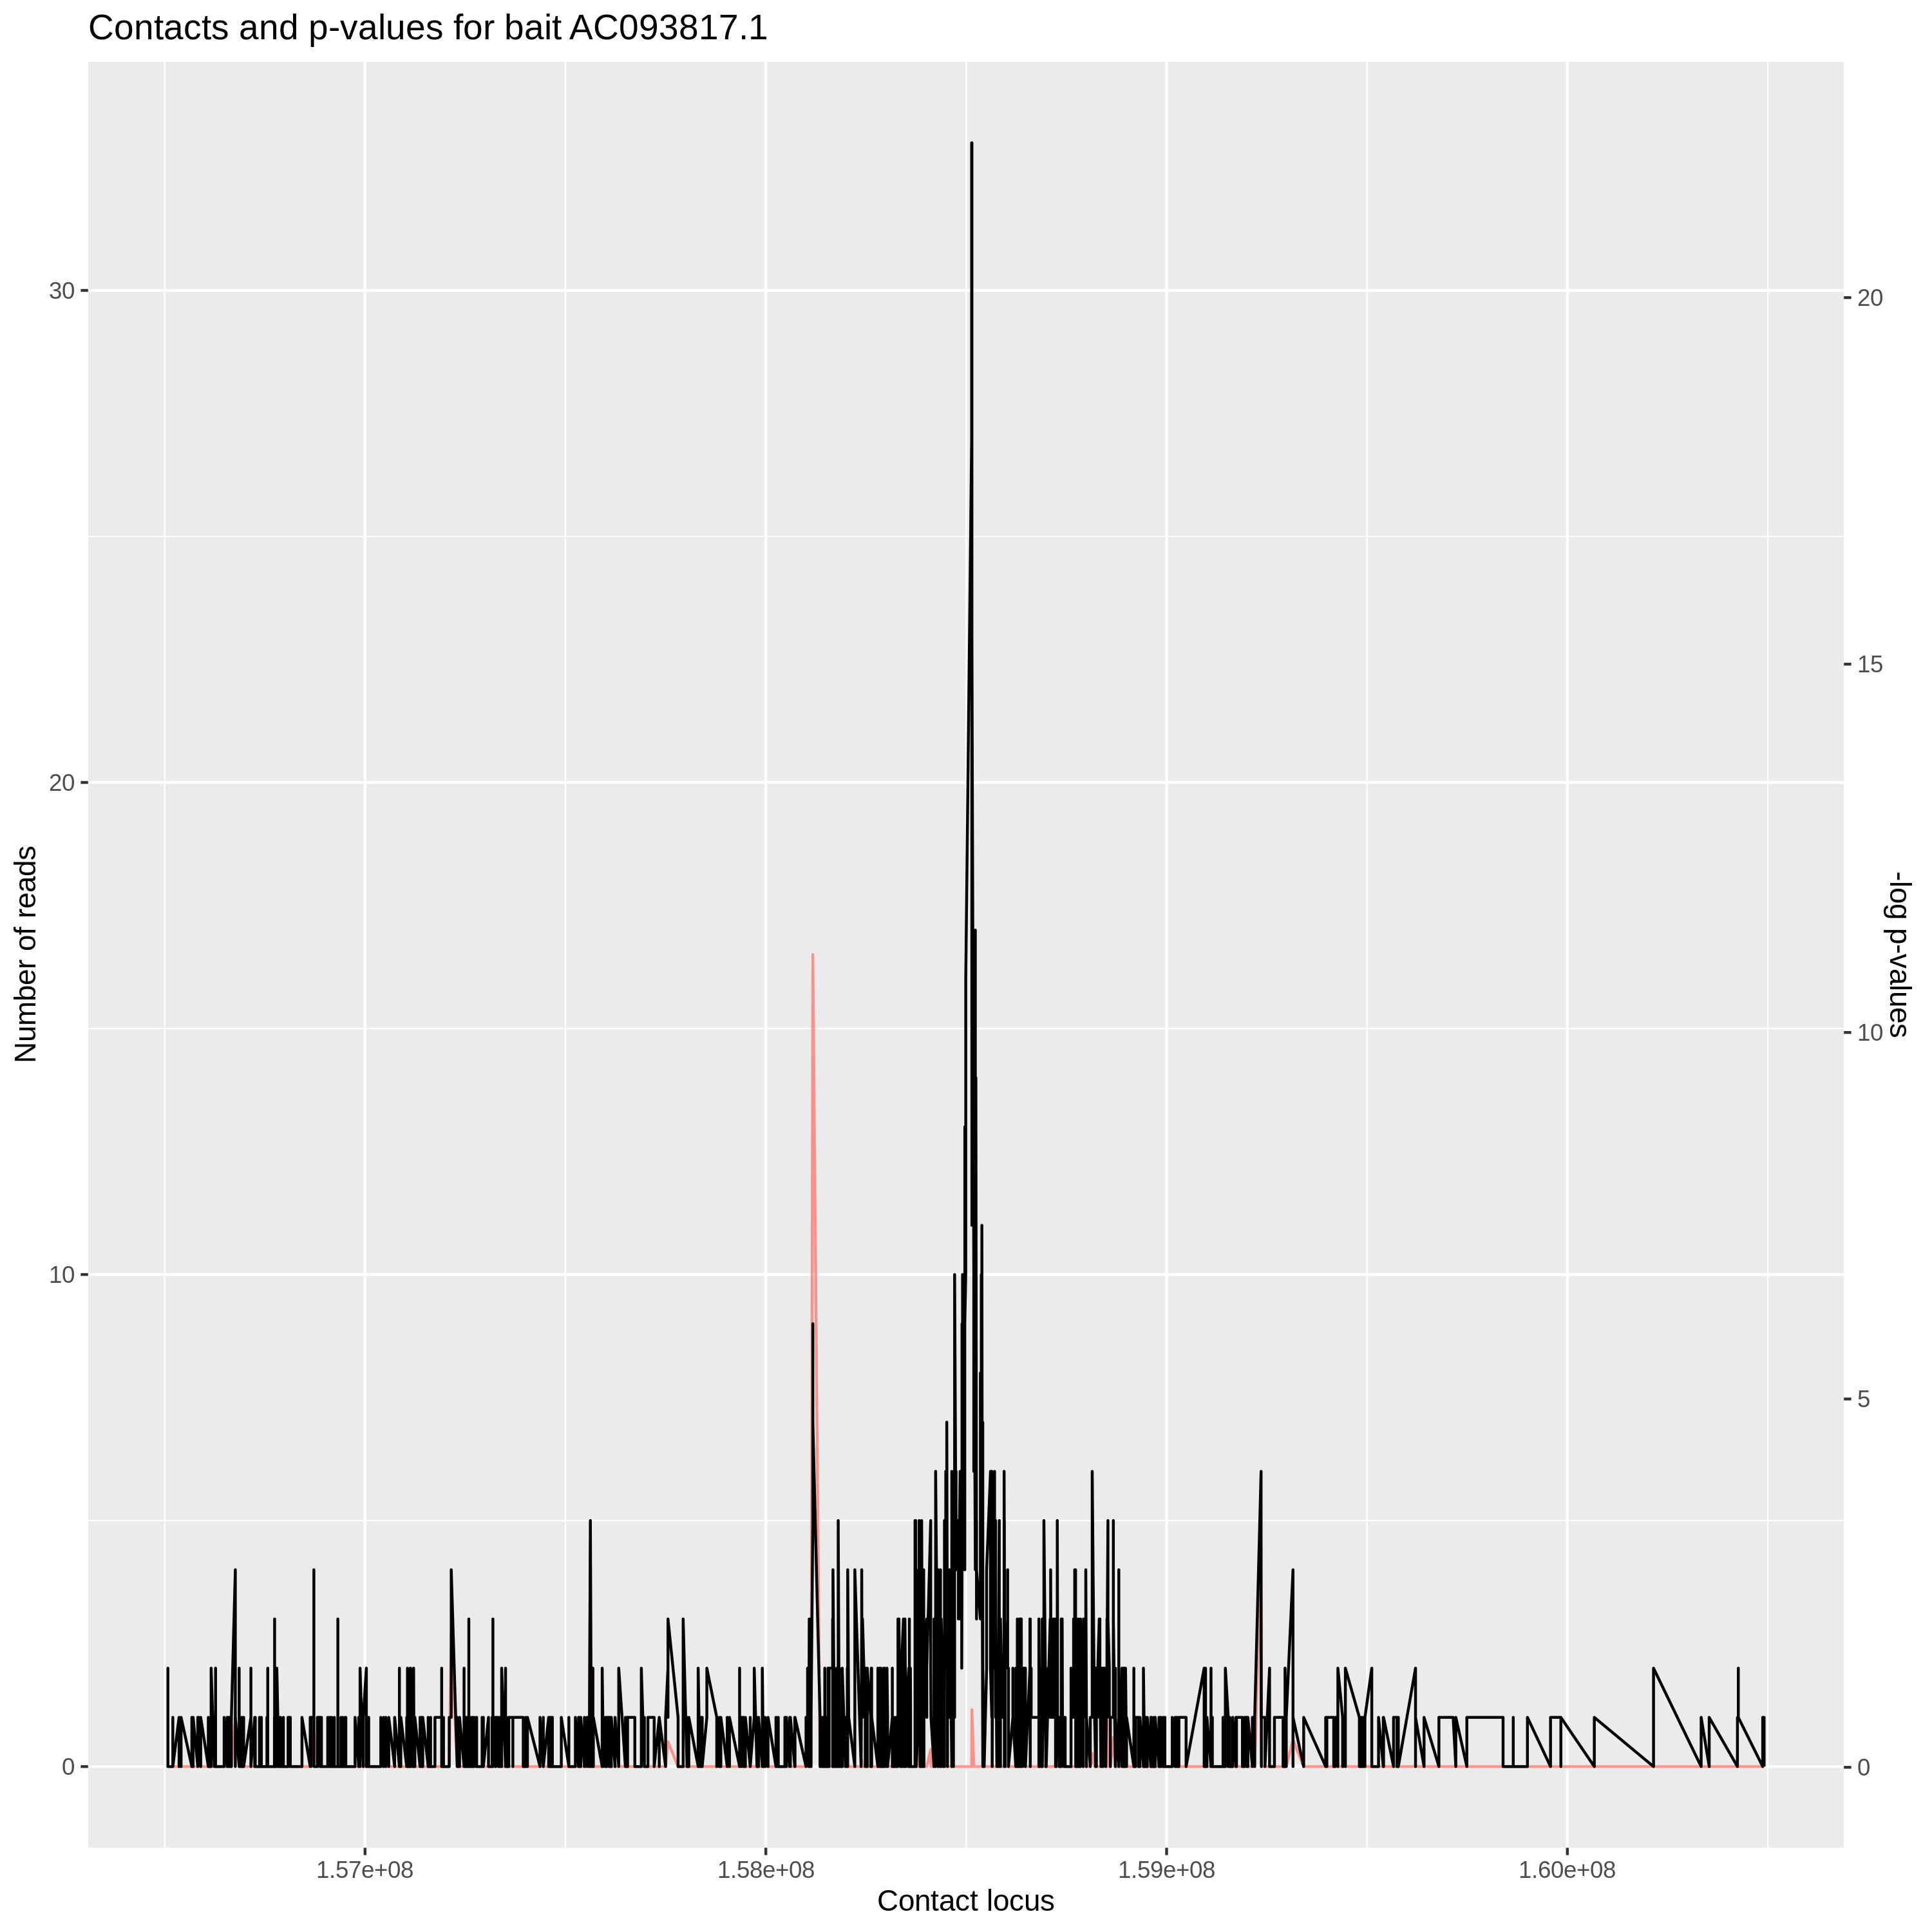 Contacts and p-values for bait AC093817.1
30
20
10
0
Number of reads
20
15
10
5
0
-log p-values
1.57e+08
1.58e+08
1.59e+08
1.60e+08
Contact locus